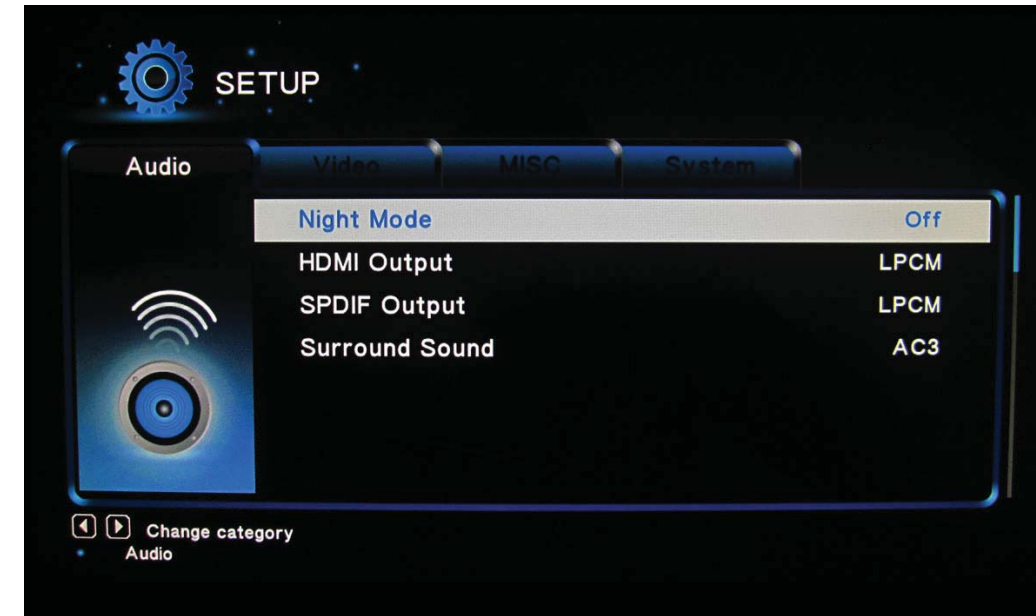 SETUP
Audio Video MISC System
Night Mode Off
HDMI Output LPCM
SPDIF Output LPCM
Surround Sound AC3
Change category
Audio